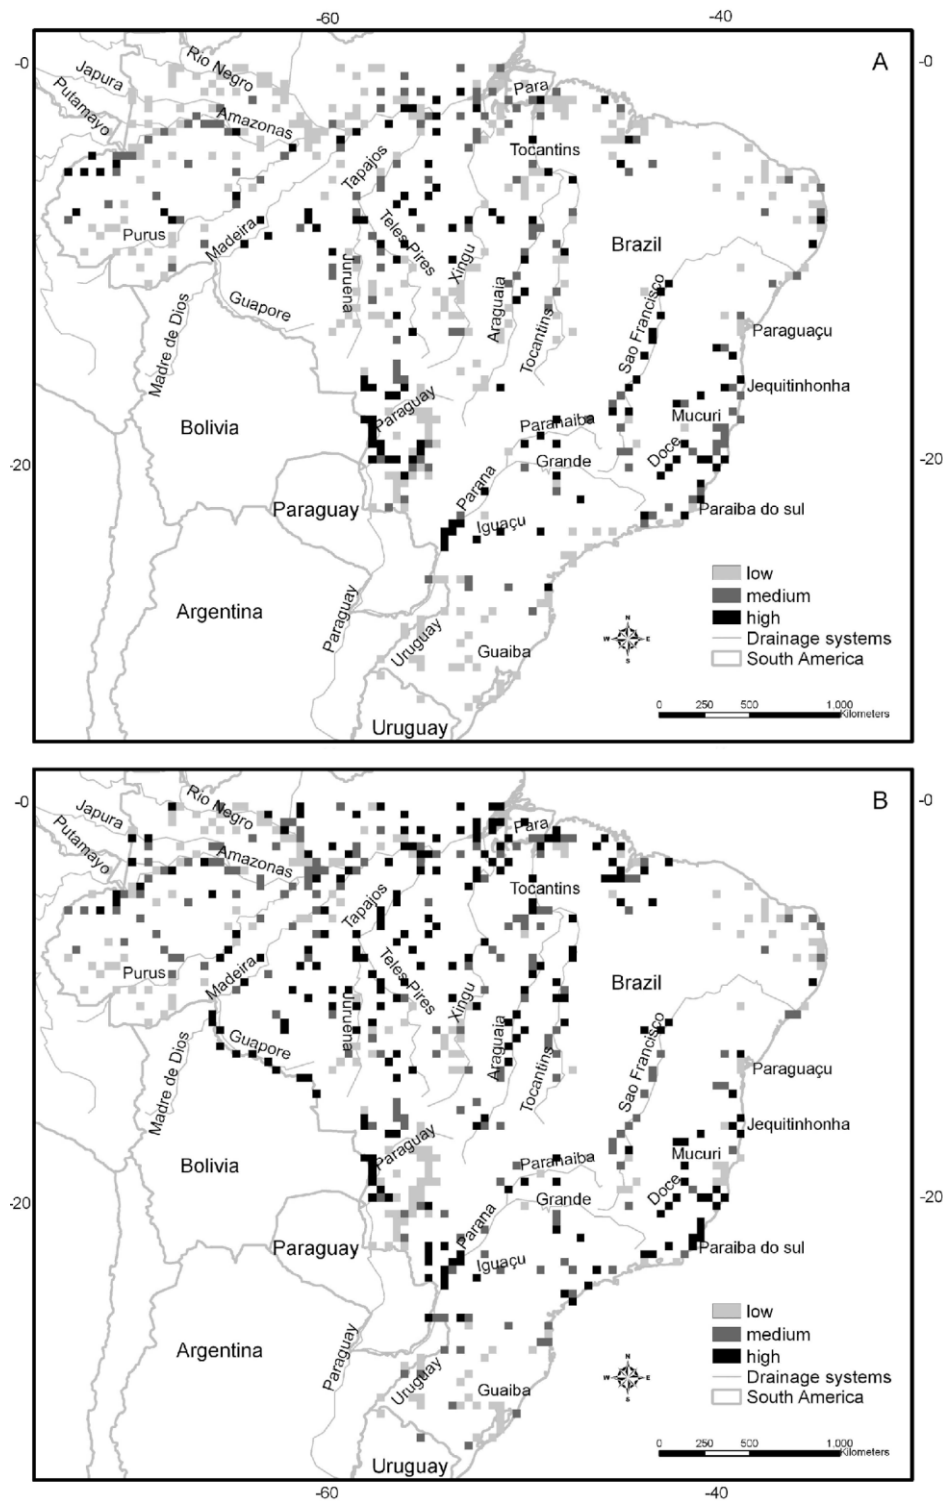 -60
-40
-0
-0
A
Rio Negro
Japura
Putamayo
Amazonas
Para
Tocantins
Tapajos
Purus
Madeira
Teles Pires
Xingu
Brazil
Juruena
Guapore
Araguaia
Tocantins
Sao Francisco
Madre de Dios
Paraguaçu
Jequitinhonha
Paraguay
Mucuri
Bolivia
Paranaiba
Doce
-20
-20
Grande
Parana
Paraguay
Iguaçu
Paraiba do sul
low
medium
high
Drainage systems
South America
Argentina
Paraguay
Uruguay
Guaiba
N
W
E
S
0 250 500 1.000
Kilometers
Uruguay
-0
-0
B
Rio Negro
Japura
Putamayo
Amazonas
Para
Tocantins
Tapajos
Purus
Madeira
Teles Pires
Xingu
Brazil
Juruena
Guapore
Araguaia
Tocantins
Sao Francisco
Madre de Dios
Paraguaçu
Jequitinhonha
Paraguay
Mucuri
Bolivia
Paranaiba
Doce
-20
-20
Grande
Parana
Paraguay
Iguaçu
Paraiba do sul
low
medium
high
Drainage systems
South America
Argentina
Paraguay
Uruguay
Guaiba
N
W
E
S
0 250 500 1.000
Kilometers
Uruguay
-60
-40